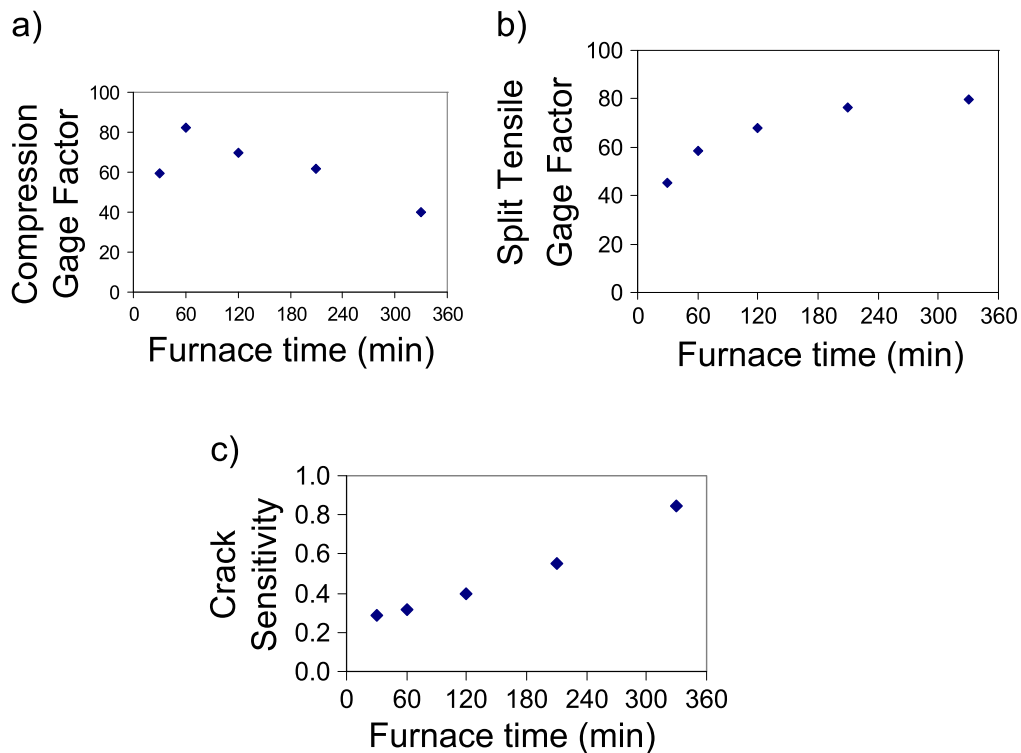 a)
Compression
Gage Factor
100
80
60
40
20
0
0 60 120 180 240 300 360
Furnace time (min)
b)
Split Tensile
Gage Factor
100
80
60
40
20
0
0 60 120 180 240 300 360
Furnace time (min)
c)
Crack
Sensitivity
1.0
0.8
0.6
0.4
0.2
0.0
0 60 120 180 240 300 360
Furnace time (min)